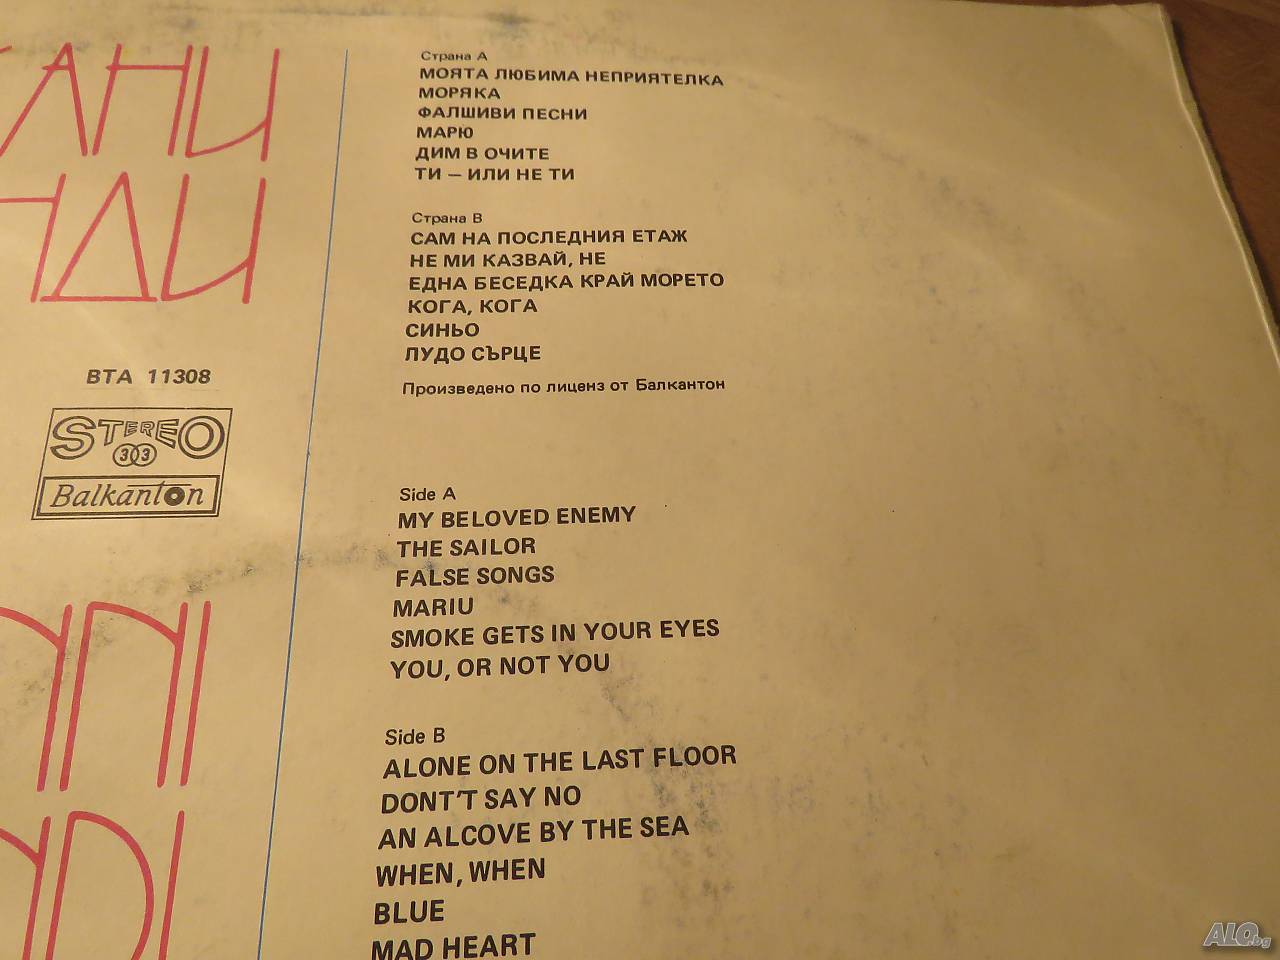 АНИ
НДИ
Страна А
МОЯТА ЛЮБИМА НЕПРИЯТЕЛКА
МОРЯКА
ФАЛШИВИ ПЕСНИ
МАРЮ
ДИМ В ОЧИТЕ
ТИ — ИЛИ НЕ ТИ
Страна В
САМ НА ПОСЛЕДНИЯ ЕТАЖ
НЕ МИ КАЗВАЙ, НЕ
ЕДНА БЕСЕДКА КРАЙ МОРЕТО
КОГА, КОГА
СИНЬО
ЛУДО СЪРЦЕ
Произведено по лиценз от Балкантон
ВТА 11308
STEREO
33
Balkanton
Side A
MY BELOVED ENEMY
THE SAILOR
FALSE SONGS
MARIU
SMOKE GETS IN YOUR EYES
YOU, OR NOT YOU
Side B
ALONE ON THE LAST FLOOR
DONT'T SAY NO
AN ALCOVE BY THE SEA
WHEN, WHEN
BLUE
MAD HEART
ALO.bg